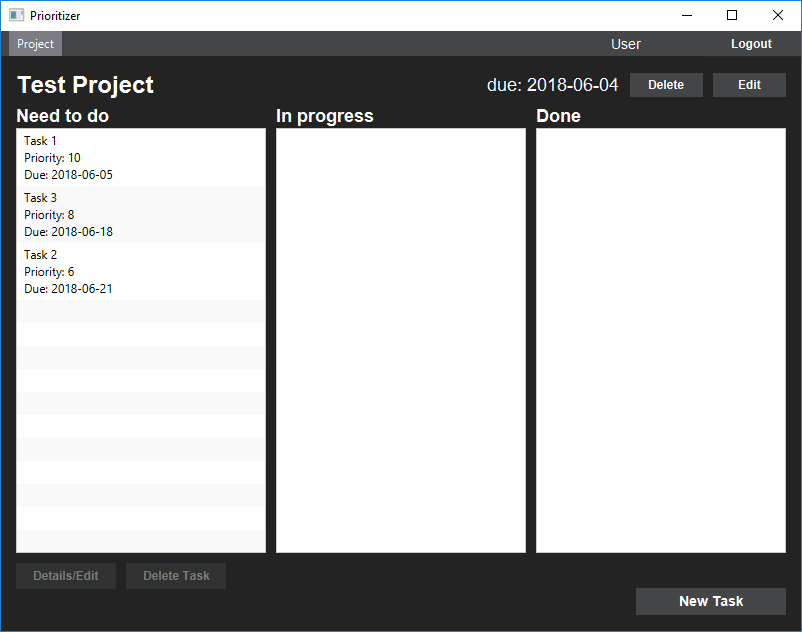 Prioritizer
Project
User
Logout
Test Project
due: 2018-06-04
Delete
Edit
Need to do
In progress
Done
Task 1
Priority: 10
Due: 2018-06-05
Task 3
Priority: 8
Due: 2018-06-18
Task 2
Priority: 6
Due: 2018-06-21
Details/Edit
Delete Task
New Task